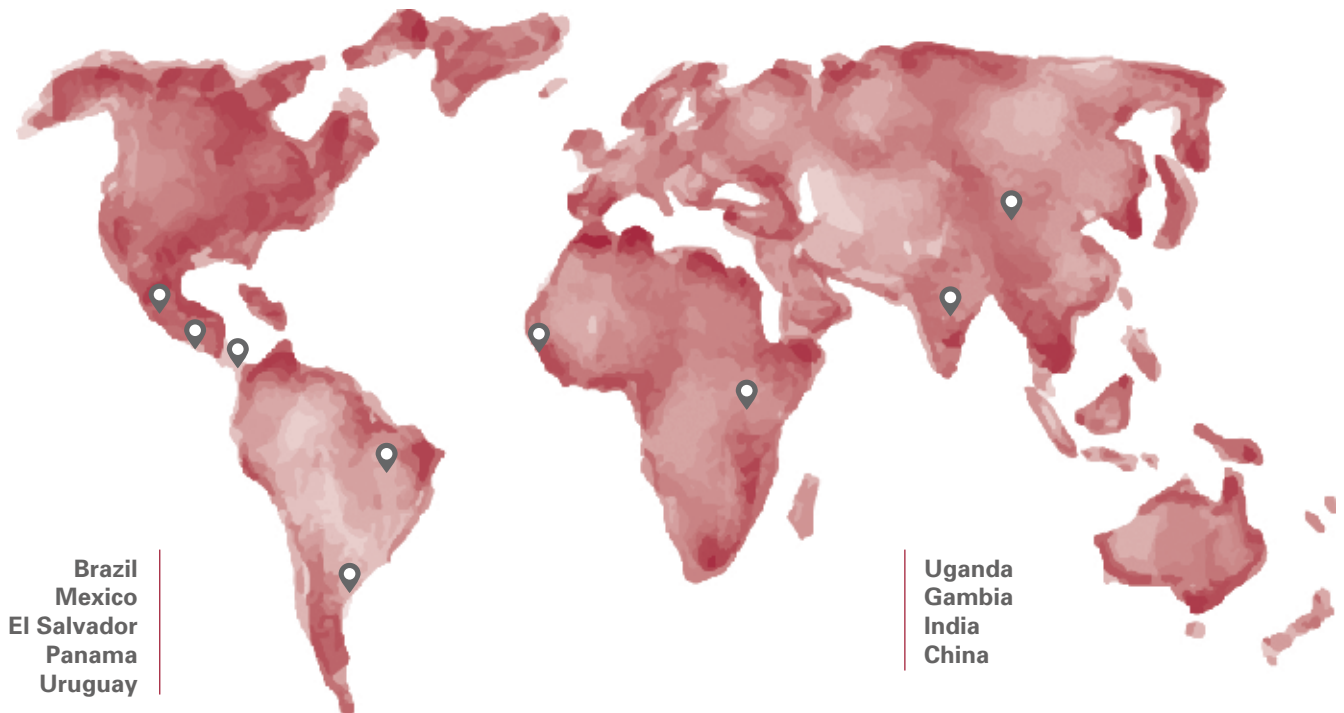 Brazil
Mexico
El Salvador
Panama
Uruguay
Uganda
Gambia
India
China